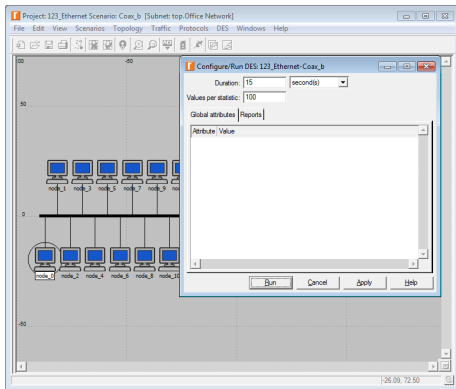 Project: 123_Ethernet Scenario: Coax_b [Subnet: top.Office Network]
File Edit View Scenarios Topology Traffic Protocols DES Windows Help
-50
50
0
-50
node_1 node_3 node_5 node_7 node_9
node_0 node_2 node_4 node_6 node_8 node_10
Configure/Run DES: 123_Ethernet-Coax_b
Duration: 15 second(s)
Values per statistic: 100
Global attributes Reports
Attribute Value
Run Cancel Apply Help
-26.09, 72.50